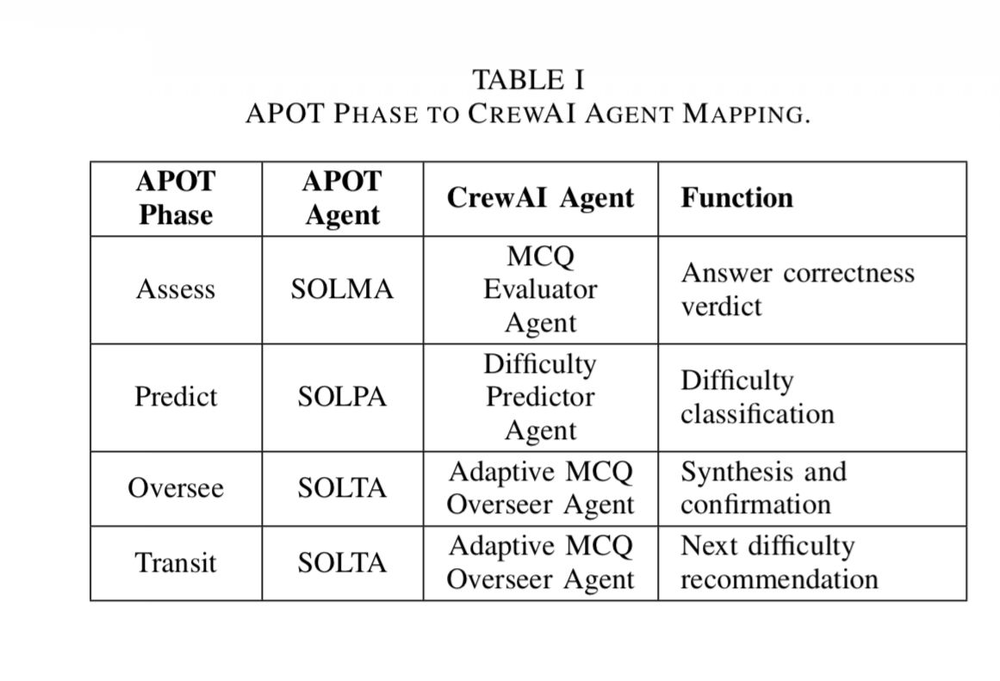 TABLE I
APOT PHASE TO CREWAI AGENT MAPPING.
APOT Phase | APOT Agent | CrewAI Agent | Function
Assess | SOLMA | MCQ Evaluator Agent | Answer correctness verdict
Predict | SOLPA | Difficulty Predictor Agent | Difficulty classification
Oversee | SOLTA | Adaptive MCQ Overseer Agent | Synthesis and confirmation
Transit | SOLTA | Adaptive MCQ Overseer Agent | Next difficulty recommendation